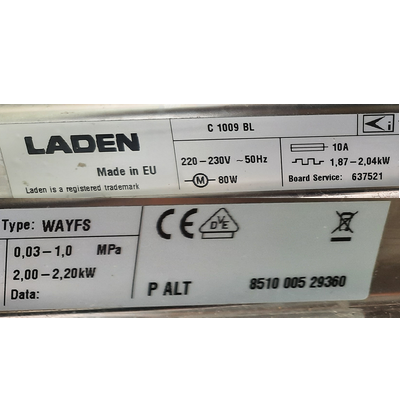 LADEN
Made in EU
Laden is a registered trademark
C 1009 BL
220–230V ~50Hz
M 80W
10A
1,87–2,04kW
Board Service: 637521
i
Type: WAYFS
0,03–1,0 MPa
2,00–2,20kW
Data:
CE
VDE
P ALT
8510 005 29360